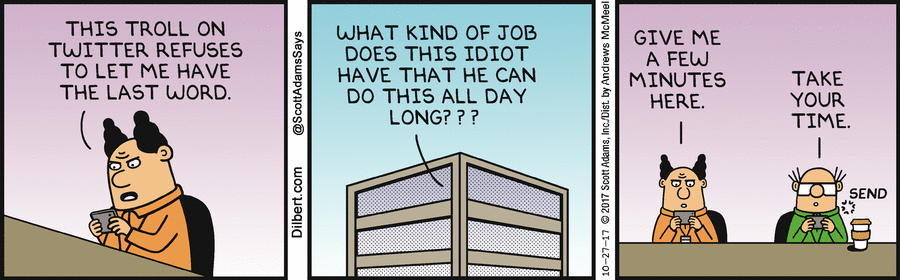 THIS TROLL ON
TWITTER REFUSES
TO LET ME HAVE
THE LAST WORD.
Dilbert.com @ScottAdamsSays
WHAT KIND OF JOB
DOES THIS IDIOT
HAVE THAT HE CAN
DO THIS ALL DAY
LONG???
10-27-17 © 2017 Scott Adams, Inc./Dist. by Andrews McMeel
GIVE ME
A FEW
MINUTES
HERE.
TAKE
YOUR
TIME.
SEND